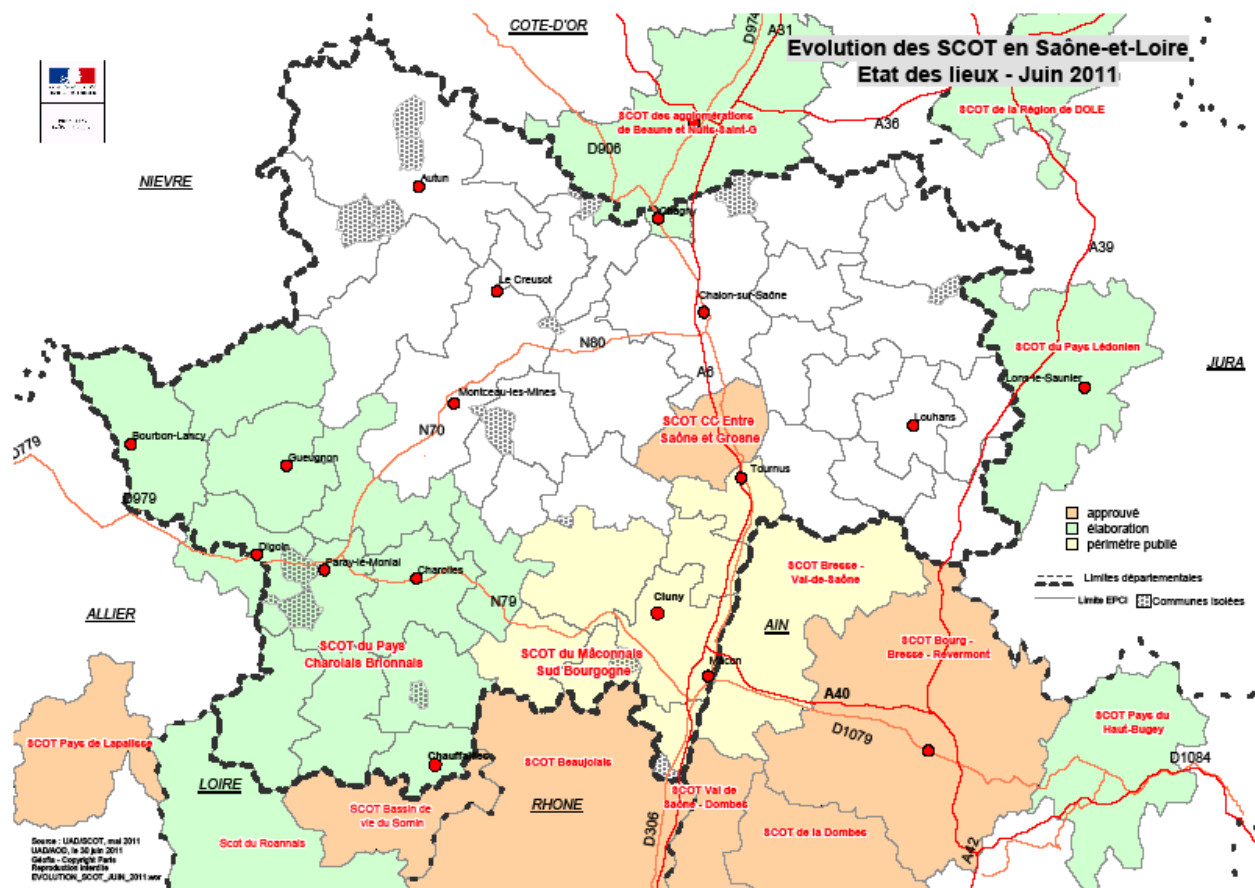 COTE-D'OR
D974
A31
Evolution des SCOT en Saône-et-Loire
Etat des lieux - Juin 2011
SCOT de la Région de DOLE
SCOT des agglomérations
de Beaune et Nuits-Saint-G
A36
D906
NIEVRE
Autun
Chagny
A39
Le Creusot
Chalon-sur-Saône
N80
SCOT du Pays Lédonien
JURA
A6
Lons-le-Saunier
Montceau-les-Mines
SCOT CC Entre
Saône et Grosne
Louhans
N70
Bourbon-Lancy
D779
Gueugnon
Tournus
D979
approuvé
élaboration
périmètre publié
Digoin
Paray-le-Monial
Charolles
SCOT Bresse -
Val-de-Saône
Limites départementales
Limite EPCI
Communes Isolées
N79
Cluny
ALLIER
AIN
SCOT du Pays
Charolais Brionnais
SCOT du Mâconnais
Sud Bourgogne
SCOT Bourg -
Bresse - Revermont
Mâcon
A40
SCOT Pays du
Haut-Bugey
D1079
SCOT Pays de Lapalisse
Chauffailles
SCOT Beaujolais
D1084
LOIRE
SCOT Bassin de
vie du Sornin
RHONE
SCOT Val de
Saône - Dombes
D306
SCOT de la Dombes
Scot du Roannais
A42
Source : UAD/SCOT, mai 2011
UAD/AOD, le 30 juin 2011
Géofla - Copyright Paris
Reproduction Interdite
EVOLUTION_SCOT_JUIN_2011.wor